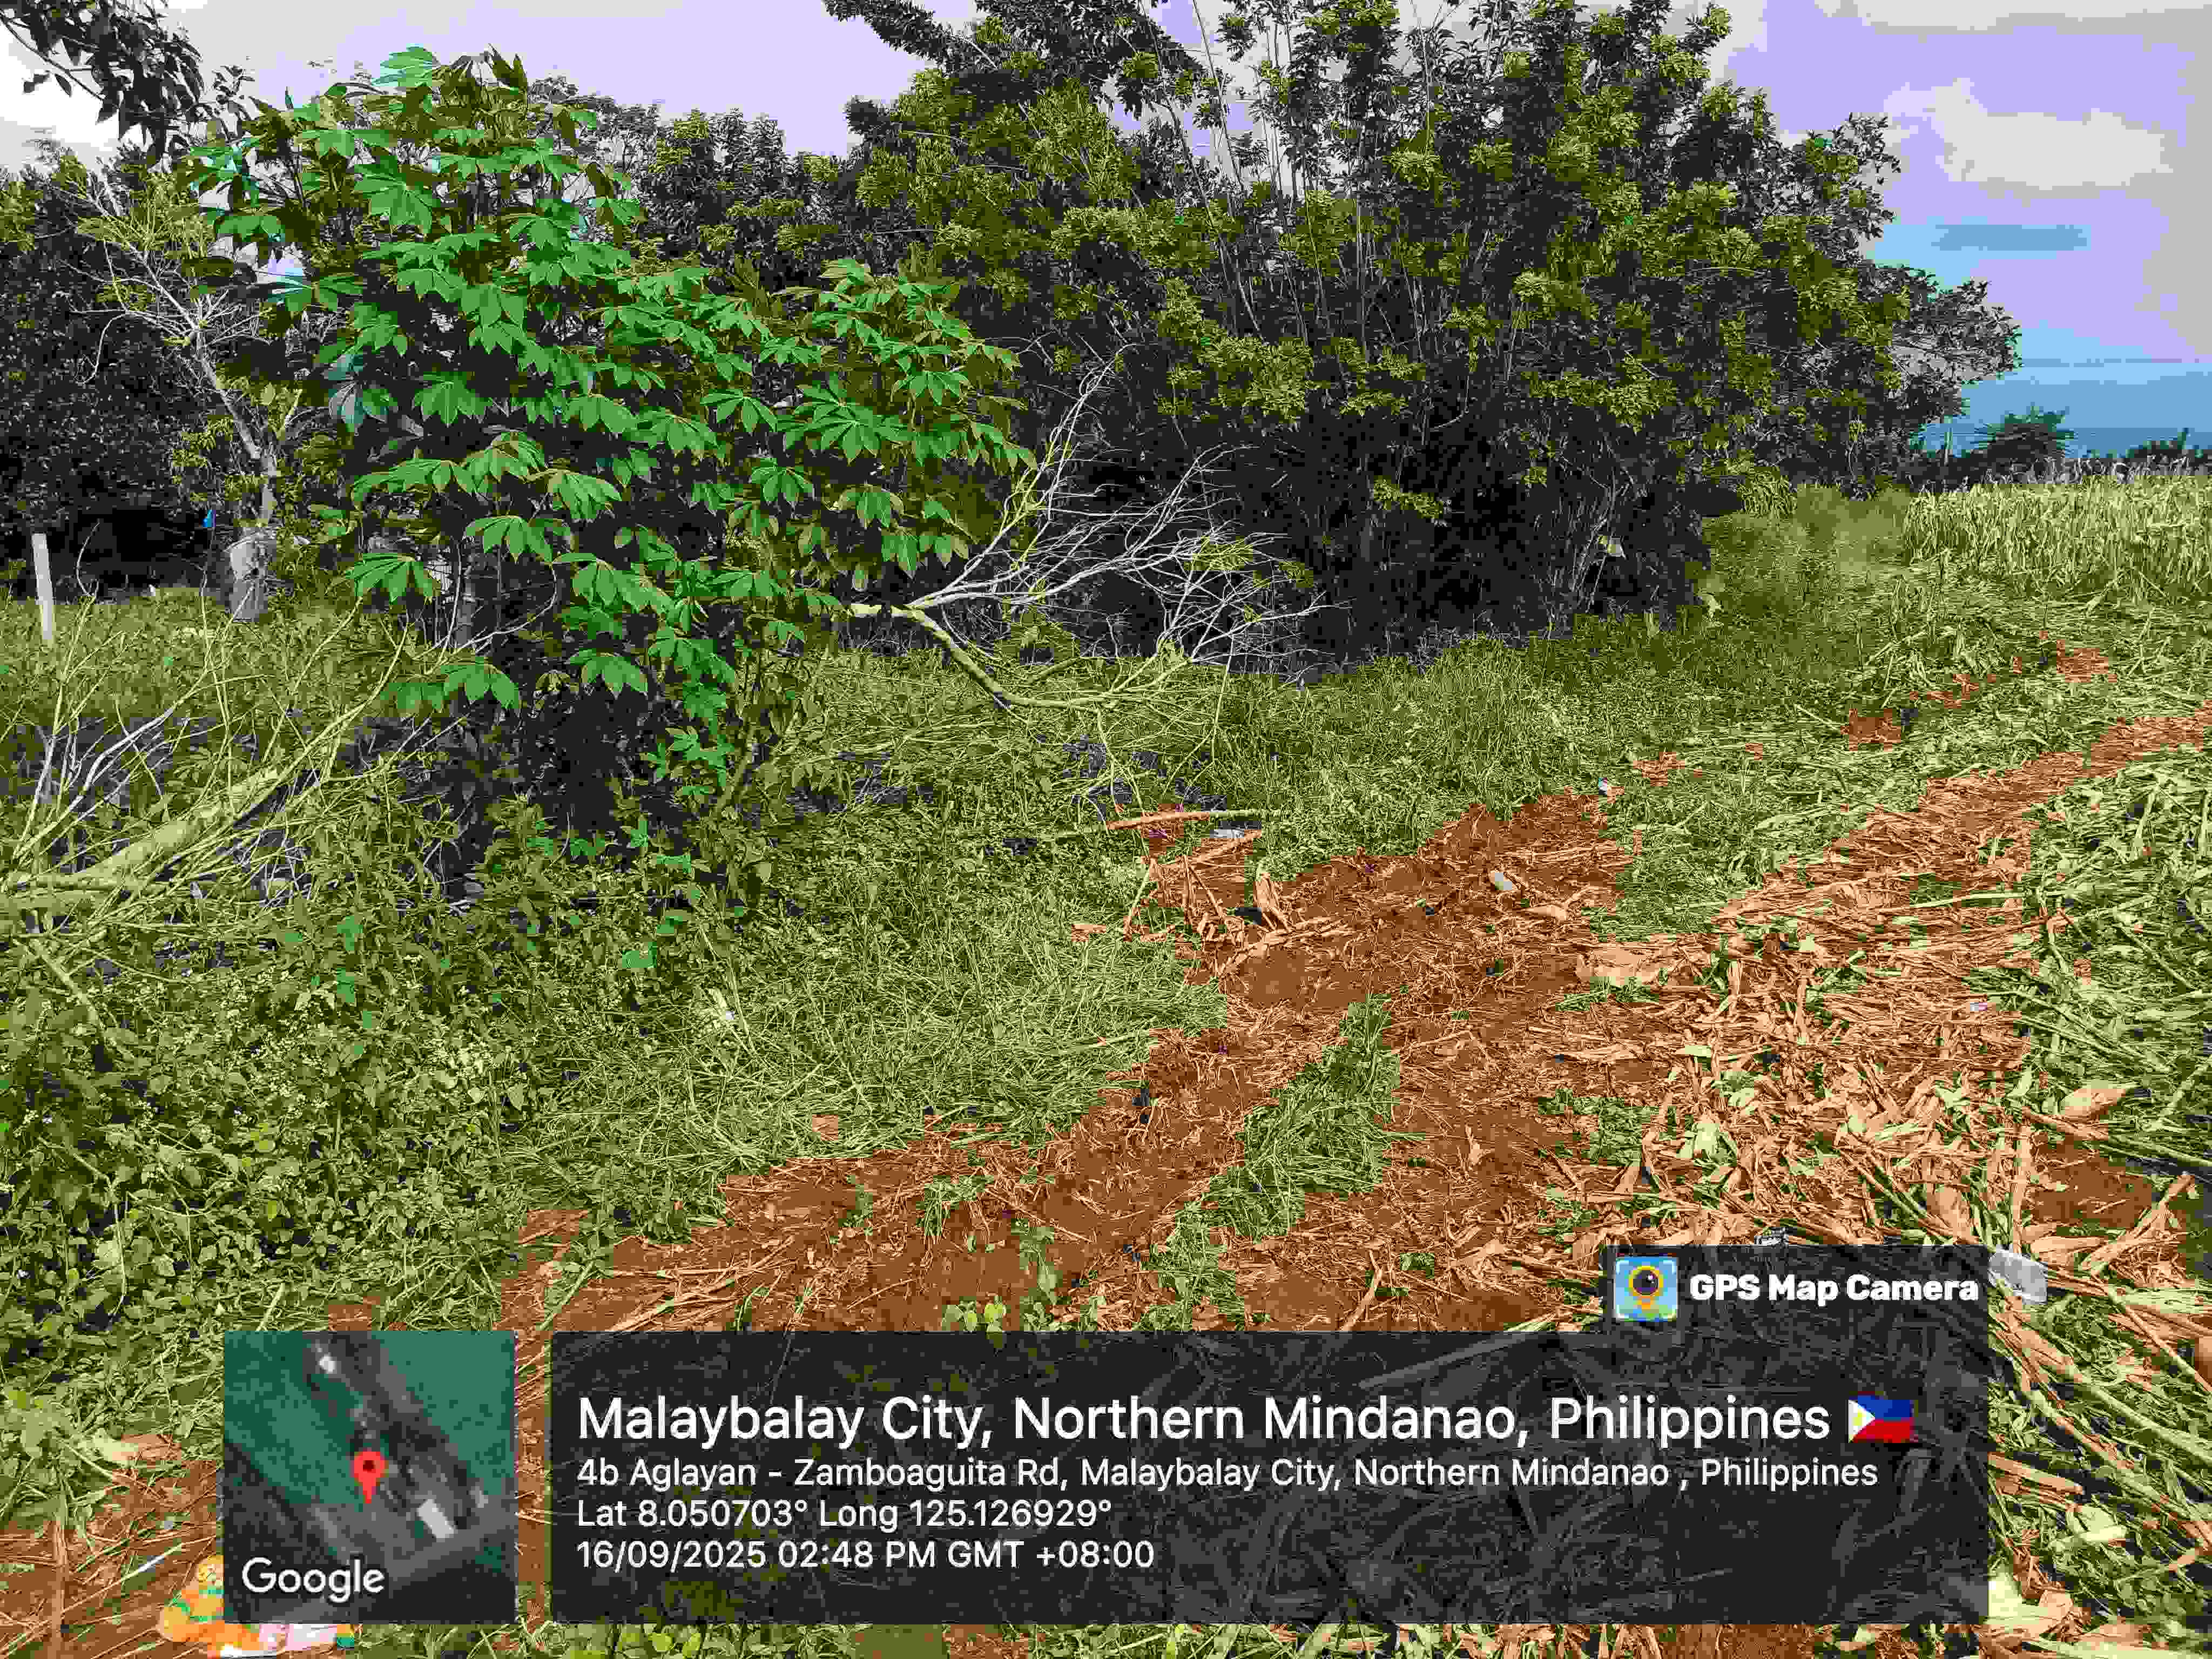 GPS Map Camera
Malaybalay City, Northern Mindanao, Philippines
4b Aglayan - Zamboaguita Rd, Malaybalay City, Northern Mindanao , Philippines
Lat 8.050703° Long 125.126929°
16/09/2025 02:48 PM GMT +08:00
Google